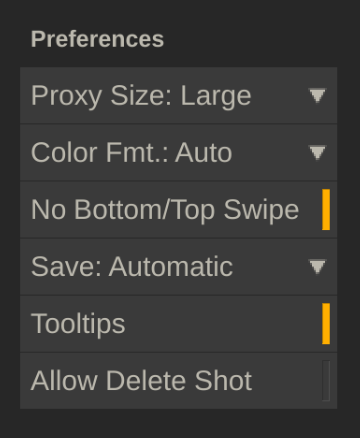 Preferences
Proxy Size: Large
Color Fmt.: Auto
No Bottom/Top Swipe
Save: Automatic
Tooltips
Allow Delete Shot